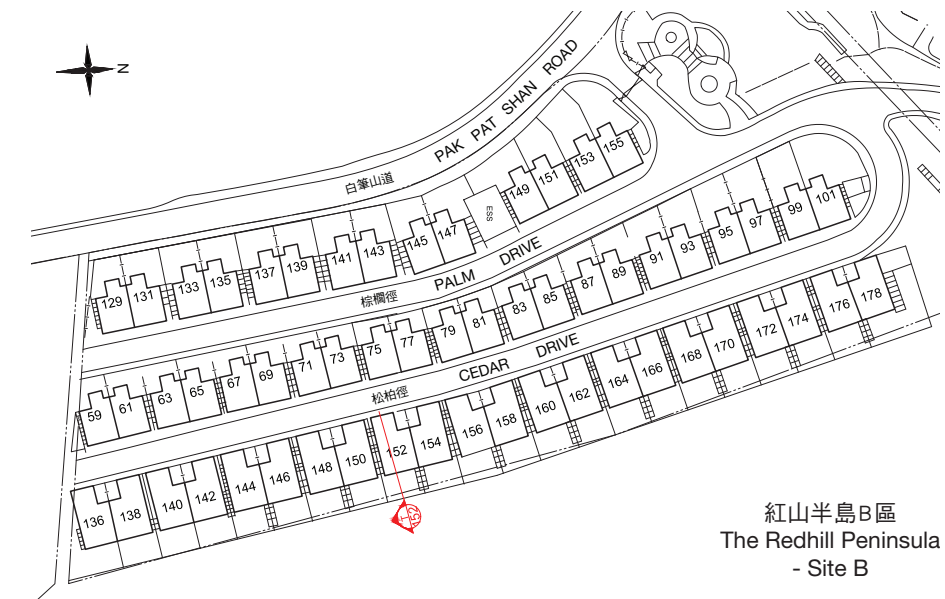 N
PAK PAT SHAN ROAD
白筆山道
149 151 153 155
ESS
129 131 133 135 137 139 141 143 145 147
PALM DRIVE
棕櫚徑
59 61 63 65 67 69 71 73 75 77 79 81 83 85 87 89 91 93 95 97 99 101
CEDAR DRIVE
松柏徑
136 138 140 142 144 146 148 150 152 154 156 158 160 162 164 166 168 170 172 174 176 178
152
紅山半島B區
The Redhill Peninsula
- Site B